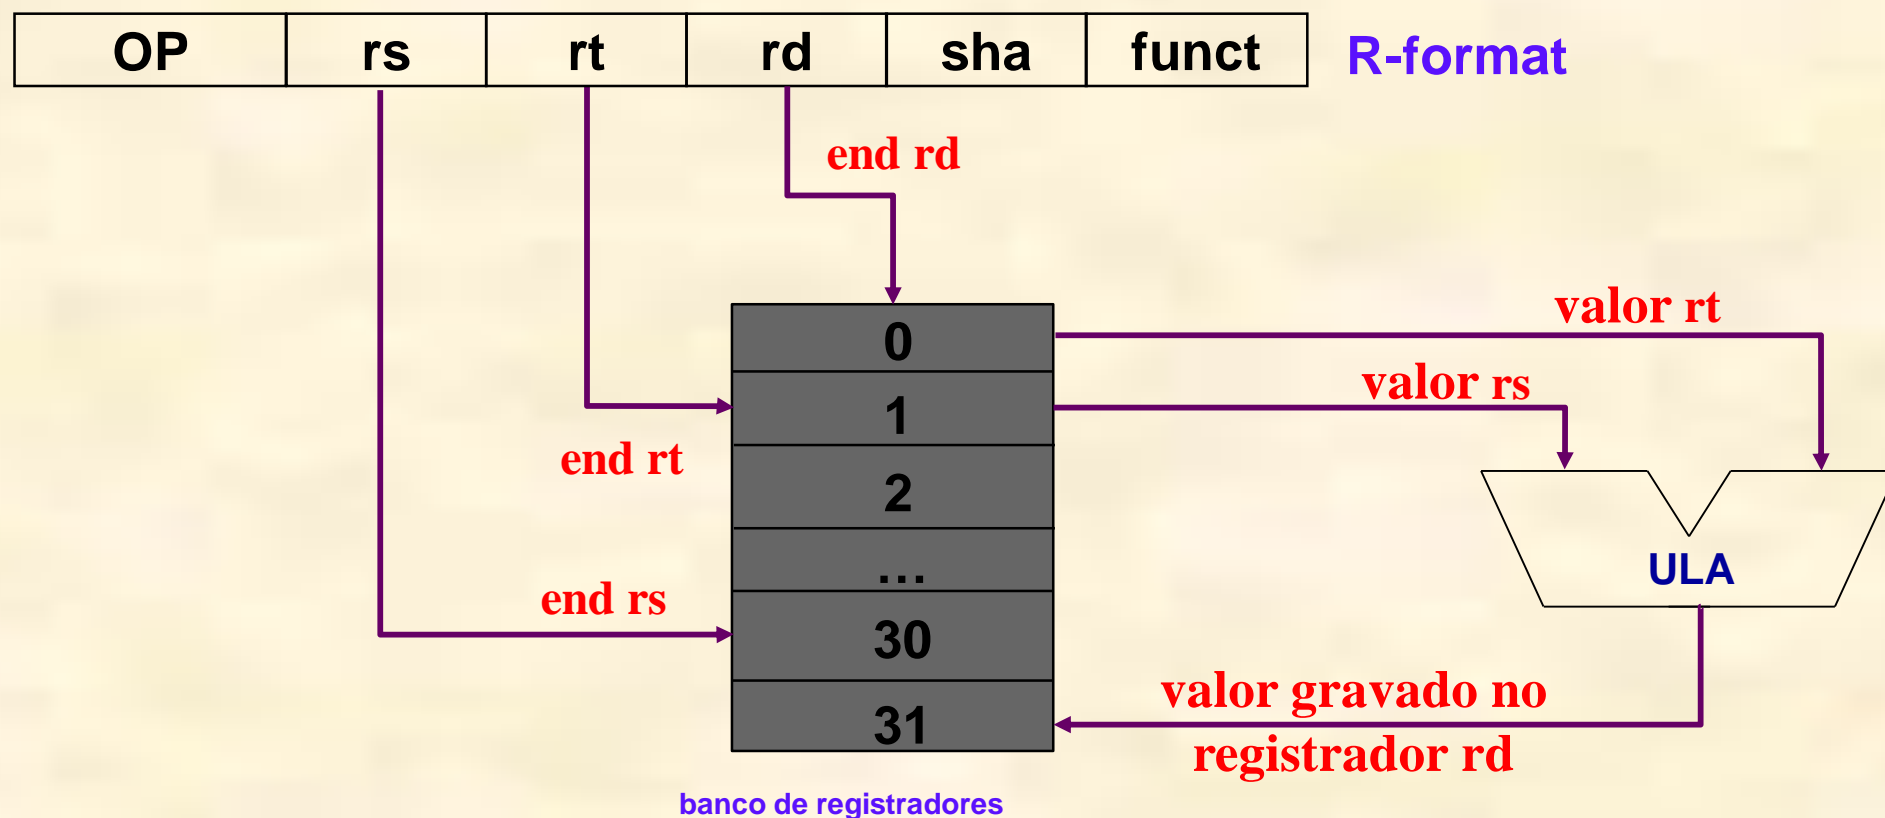 OP rs rt rd sha funct R-format
end rd
valor rt
0
valor rs
1
end rt
2
ULA
...
end rs
30
valor gravado no
31
registrador rd
banco de registradores